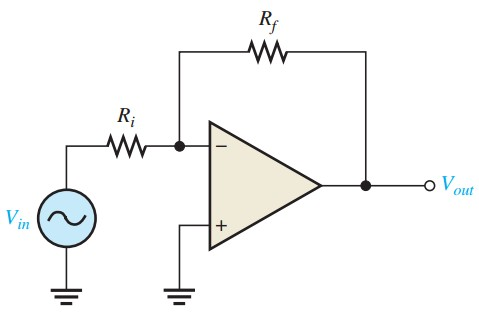 R_f
R_i
−
V_in
V_out
+